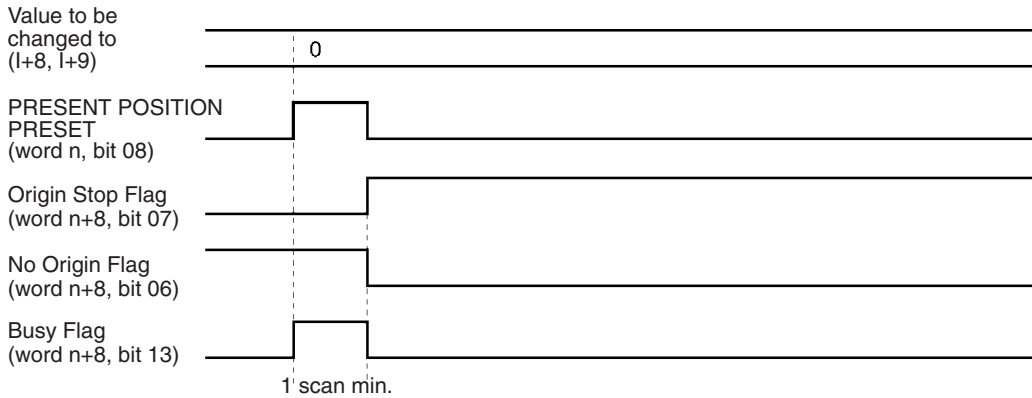 Value to be
changed to
(I+8, I+9)
0
PRESENT POSITION
PRESET
(word n, bit 08)
Origin Stop Flag
(word n+8, bit 07)
No Origin Flag
(word n+8, bit 06)
Busy Flag
(word n+8, bit 13)
1 scan min.